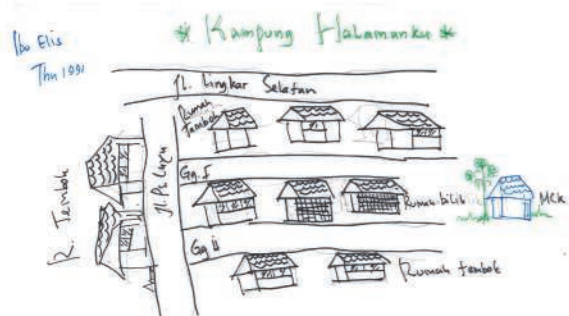 Ibu Elis
Thn 1991
* Kampung Halamanku *
Jl. Lingkar Selatan
Rumah
tembok
R. Tembok
Gg. I
Rumah bilik
MCK
Gg ii
Rumah tembok